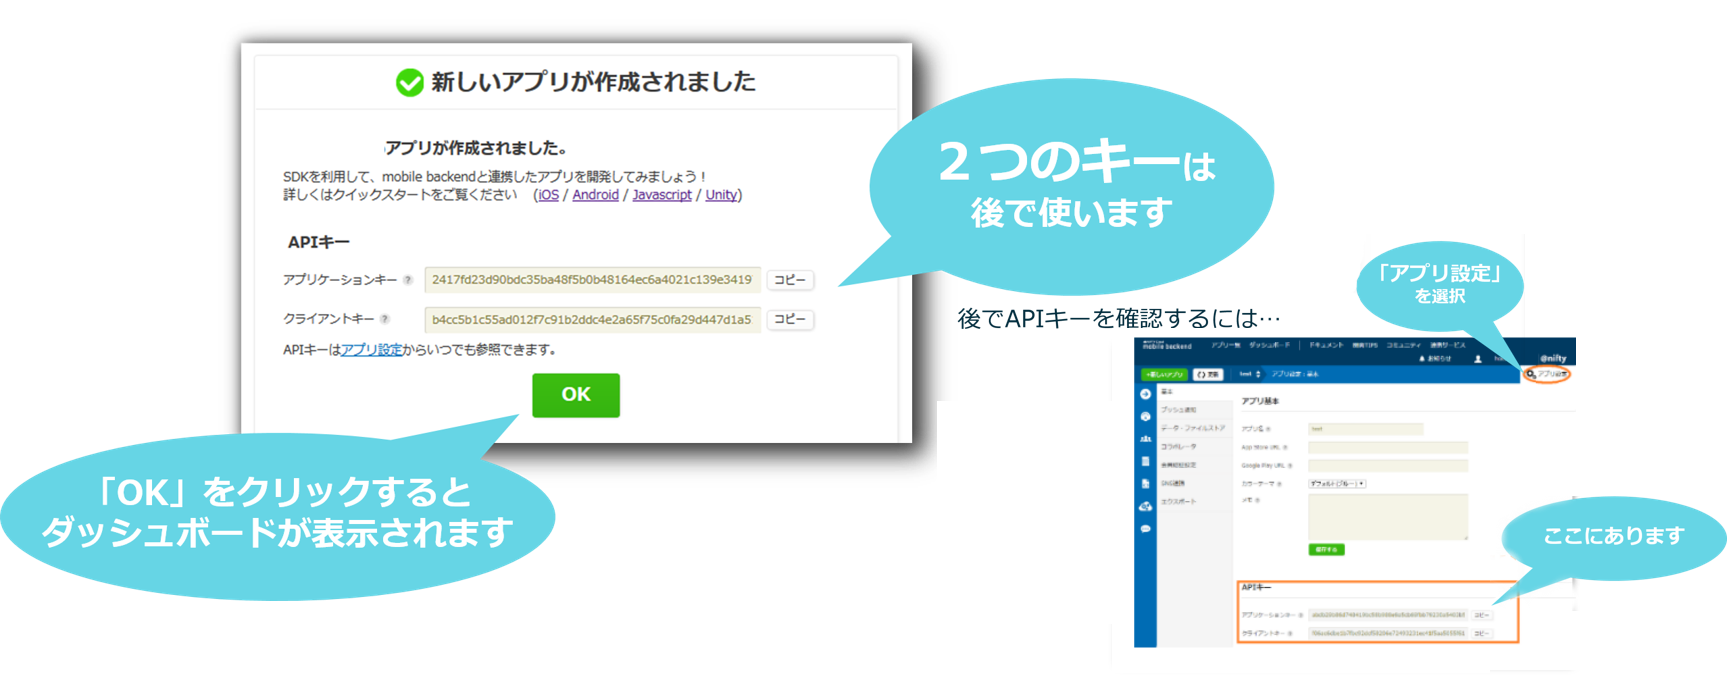 新しいアプリが作成されました
アプリが作成されました。
SDKを利用して、mobile backendと連携したアプリを開発してみましょう！
詳しくはクイックスタートをご覧ください (iOS / Android / Javascript / Unity)
APIキー
アプリケーションキー ? 2417fd23d90bdc35ba48f5b0b48164ec6a4021c139e3419 コピー
クライアントキー ? b4cc5b1c55ad012f7c91b2ddc4e2a65f75c0fa29d447d1a5 コピー
APIキーはアプリ設定からいつでも参照できます。
OK
２つのキーは
後で使います
「OK」をクリックすると
ダッシュボードが表示されます
後でAPIキーを確認するには…
「アプリ設定」
を選択
mobile backend アプリ一覧 ダッシュボード ドキュメント 開発TIPS コミュニティ 連携サービス
お知らせ @nifty
+新しいアプリ 更新 test アプリ設定：基本 アプリ設定
基本
プッシュ通知
データ・ファイルストア
コラボレータ
会員認証設定
SNS連携
エクスポート
アプリ基本
アプリ名 test
App Store URL
Google Play URL
カラーテーマ デフォルト(ブルー)
メモ
保存する
ここにあります
APIキー
アプリケーションキー コピー
クライアントキー コピー